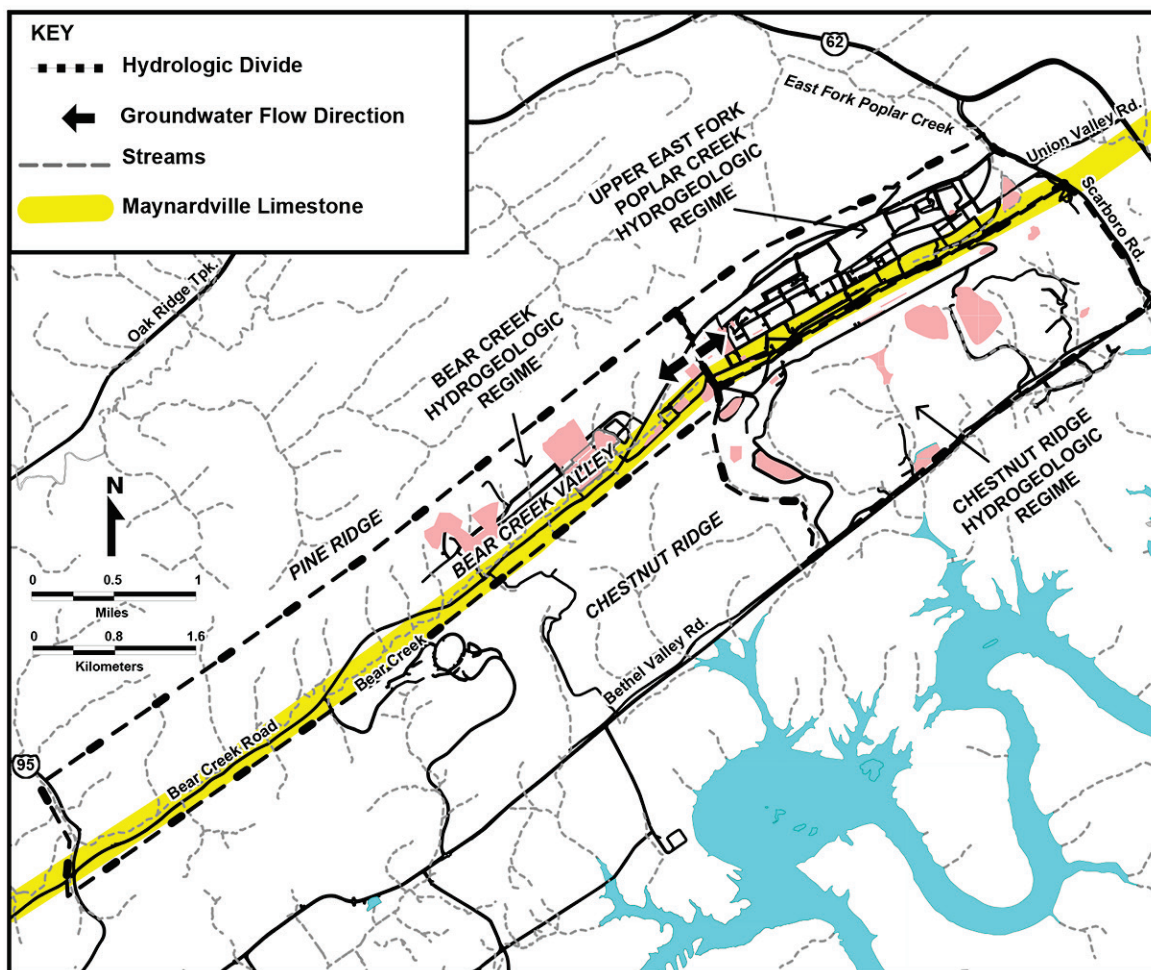 KEY
Hydrologic Divide
Groundwater Flow Direction
Streams
Maynardville Limestone
62
East Fork Poplar Creek
Union Valley Rd.
Scarboro Rd.
UPPER EAST FORK
POPLAR CREEK
HYDROGEOLOGIC
REGIME
Oak Ridge Tpk.
BEAR CREEK
HYDROGEOLOGIC
REGIME
N
0 0.5 1
Miles
0 0.8 1.6
Kilometers
PINE RIDGE
BEAR CREEK VALLEY
CHESTNUT RIDGE
CHESTNUT RIDGE
HYDROGEOLOGIC
REGIME
Bethel Valley Rd.
Bear Creek
Bear Creek Road
95